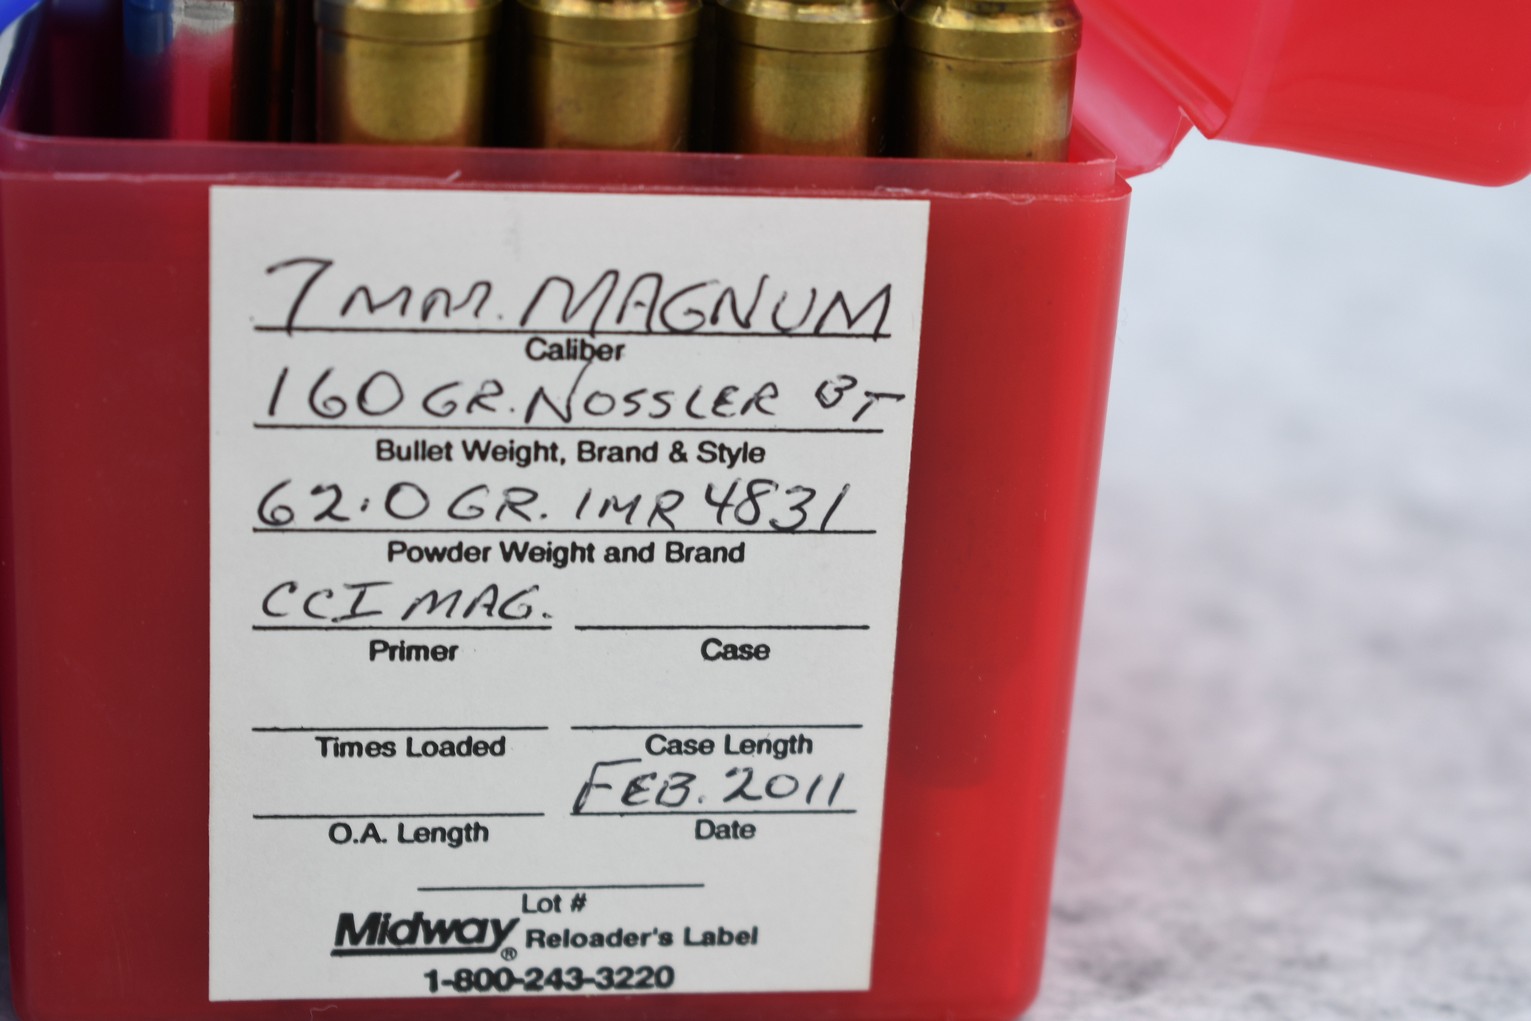 7MM. MAGNUM
Caliber
160 GR. NOSSLER BT
Bullet Weight, Brand & Style
62.0 GR. IMR 4831
Powder Weight and Brand
CCI MAG.
Primer Case
Times Loaded Case Length
FEB. 2011
O.A. Length Date
Lot #
Midway® Reloader's Label
1-800-243-3220